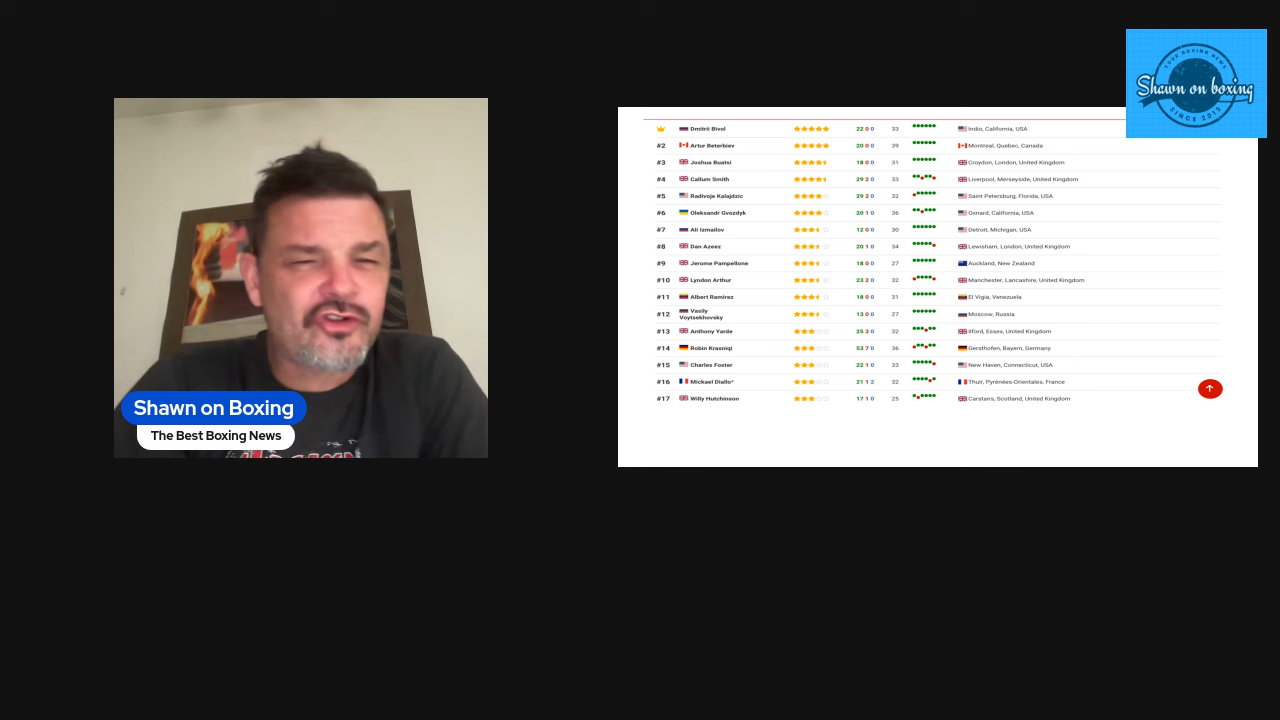 YOUR BOXING NEWS
Shawn on boxing
SINCE 2013
Dmitrii Bivol 22 0 0 33 Indio, California, USA
#2 Artur Beterbiev 20 0 0 39 Montreal, Quebec, Canada
#3 Joshua Buatsi 18 0 0 31 Croydon, London, United Kingdom
#4 Callum Smith 29 2 0 33 Liverpool, Merseyside, United Kingdom
#5 Radivoje Kalajdzic 29 2 0 32 Saint Petersburg, Florida, USA
#6 Oleksandr Gvozdyk 20 1 0 36 Oxnard, California, USA
#7 Ali Izmailov 12 0 0 30 Detroit, Michigan, USA
#8 Dan Azeez 20 1 0 34 Lewisham, London, United Kingdom
#9 Jerome Pampellone 18 0 0 27 Auckland, New Zealand
#10 Lyndon Arthur 23 2 0 32 Manchester, Lancashire, United Kingdom
#11 Albert Ramirez 18 0 0 31 El Vigia, Venezuela
#12 Vasily Voytsekhovsky 13 0 0 27 Moscow, Russia
#13 Anthony Yarde 25 3 0 32 Ilford, Essex, United Kingdom
#14 Robin Krasniqi 53 7 0 36 Gersthofen, Bayern, Germany
#15 Charles Foster 22 1 0 33 New Haven, Connecticut, USA
#16 Mickael Diallo* 21 1 2 32 Thuir, Pyrénées-Orientales, France
#17 Willy Hutchinson 17 1 0 25 Carstairs, Scotland, United Kingdom
Shawn on Boxing
The Best Boxing News